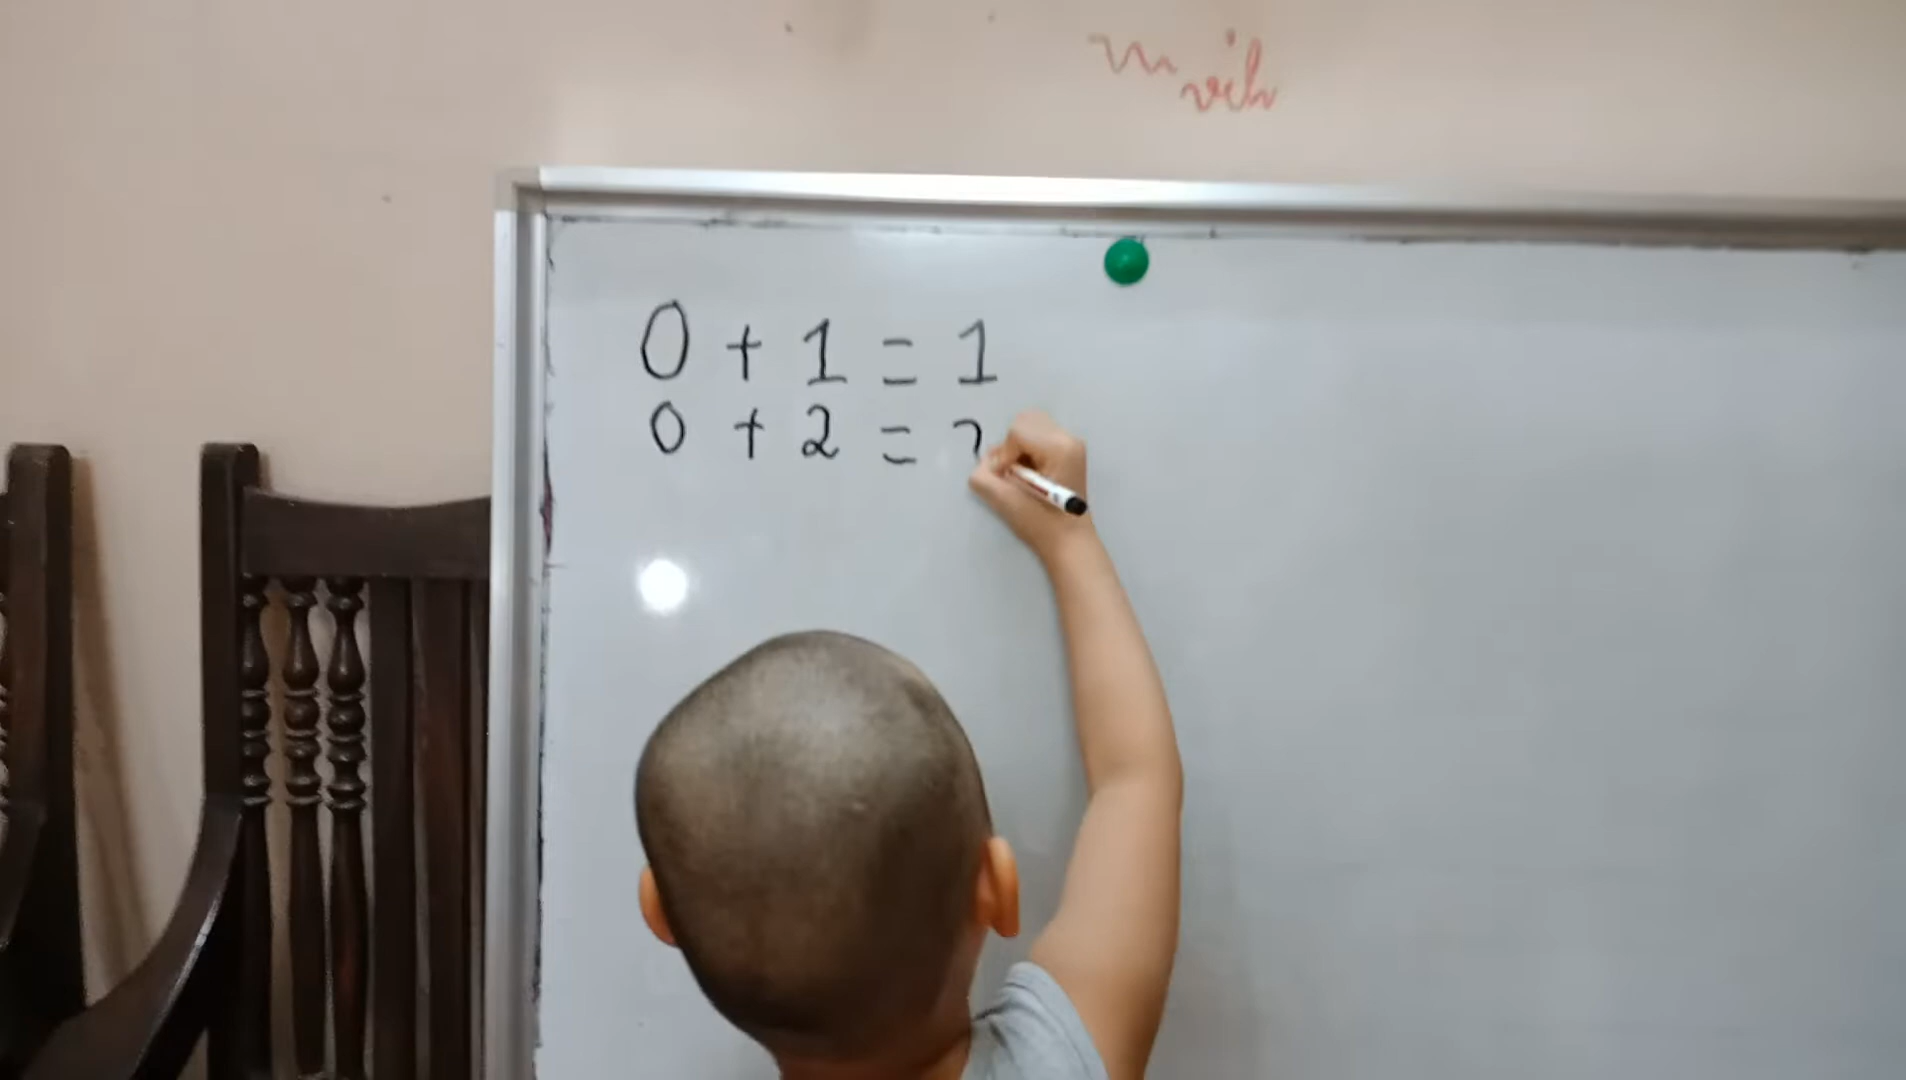 0 + 1 = 1
0 + 2 =